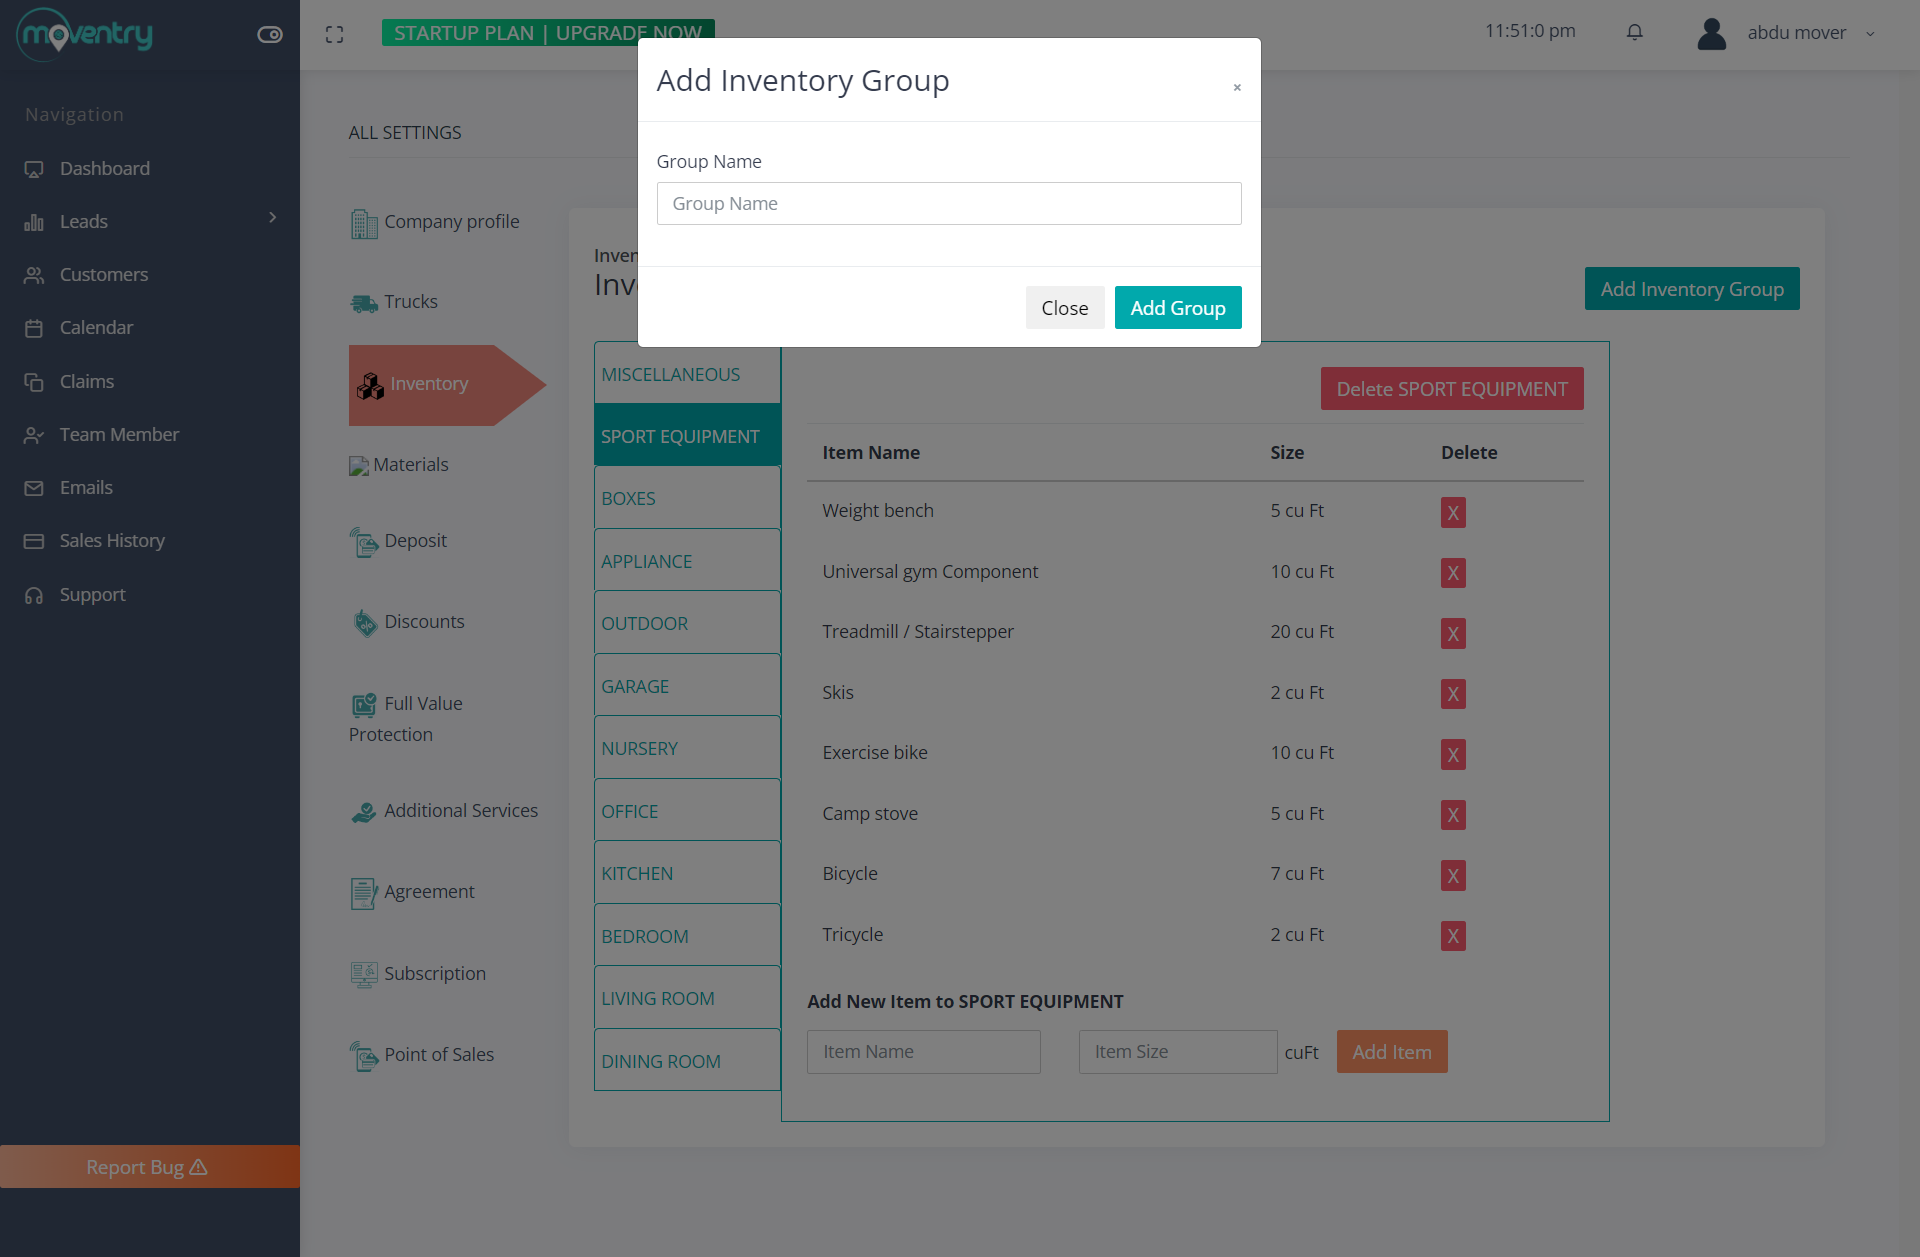 moventry
STARTUP PLAN | UPGRADE NOW
11:51:0 pm
abdu mover
Navigation
Dashboard
Leads
Customers
Calendar
Claims
Team Member
Emails
Sales History
Support
Report Bug
ALL SETTINGS
Company profile
Trucks
Inventory
Materials
Deposit
Discounts
Full Value
Protection
Additional Services
Agreement
Subscription
Point of Sales
Add Inventory Group
×
Group Name
Group Name
Close
Add Group
Add Inventory Group
MISCELLANEOUS
SPORT EQUIPMENT
BOXES
APPLIANCE
OUTDOOR
GARAGE
NURSERY
OFFICE
KITCHEN
BEDROOM
LIVING ROOM
DINING ROOM
Delete SPORT EQUIPMENT
Item Name Size Delete
Weight bench 5 cu Ft X
Universal gym Component 10 cu Ft X
Treadmill / Stairstepper 20 cu Ft X
Skis 2 cu Ft X
Exercise bike 10 cu Ft X
Camp stove 5 cu Ft X
Bicycle 7 cu Ft X
Tricycle 2 cu Ft X
Add New Item to SPORT EQUIPMENT
Item Name Item Size cuFt Add Item